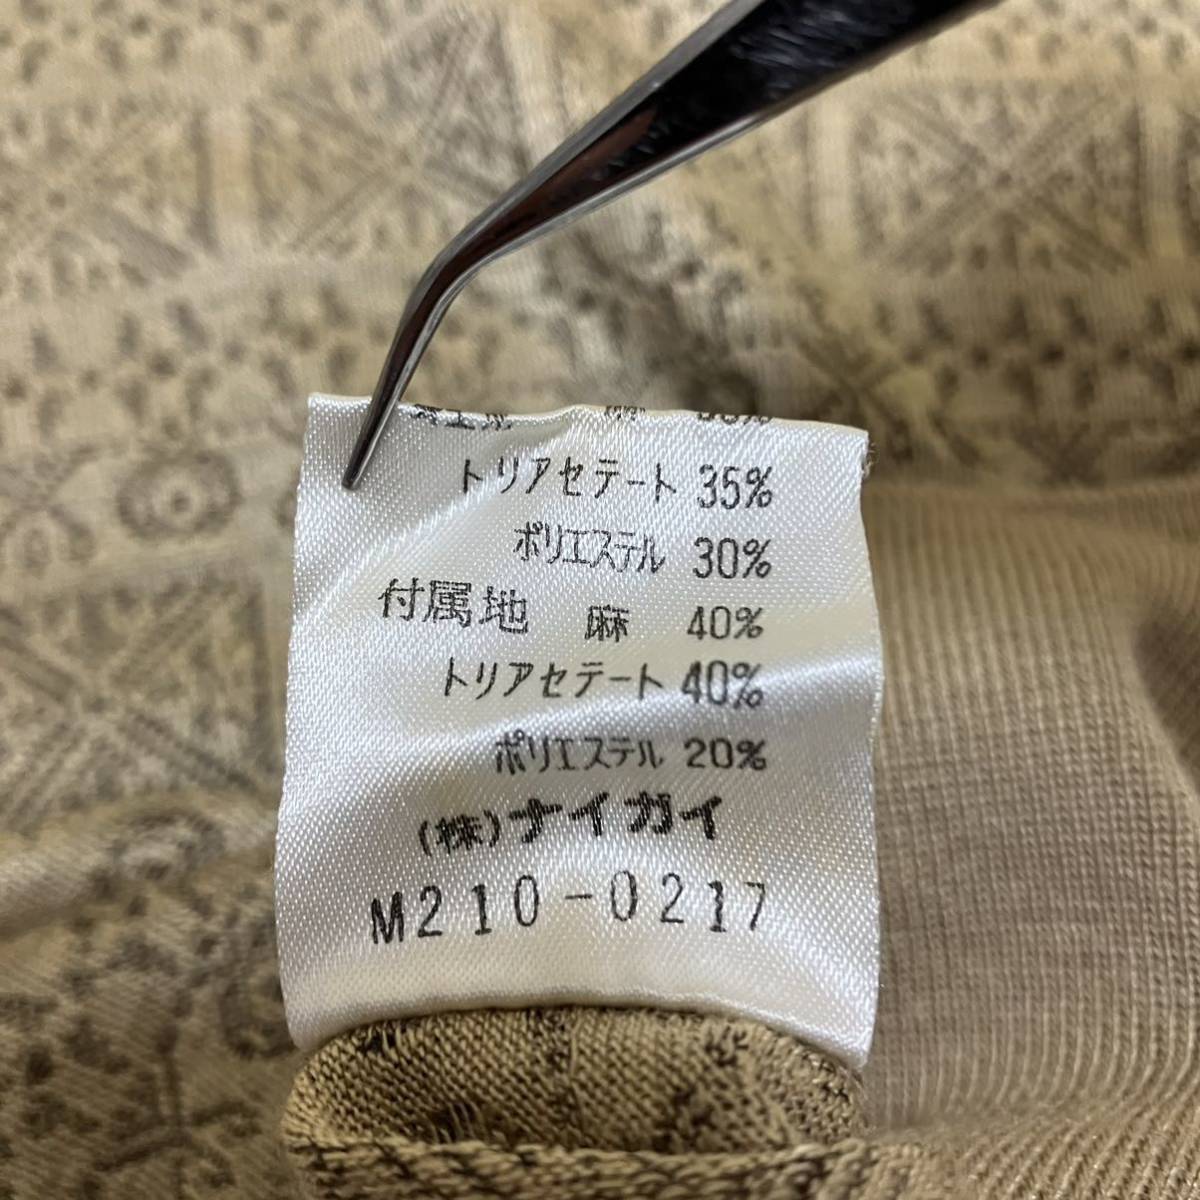 トリアセテート 35%
ポリエステル 30%
付属地 麻 40%
トリアセテート 40%
ポリエステル 20%
(株)ナイガイ
M210-0217